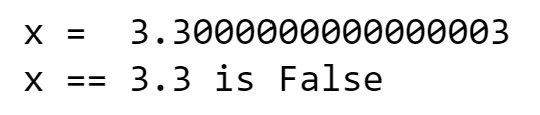 x =  3.3000000000000003
x == 3.3 is False